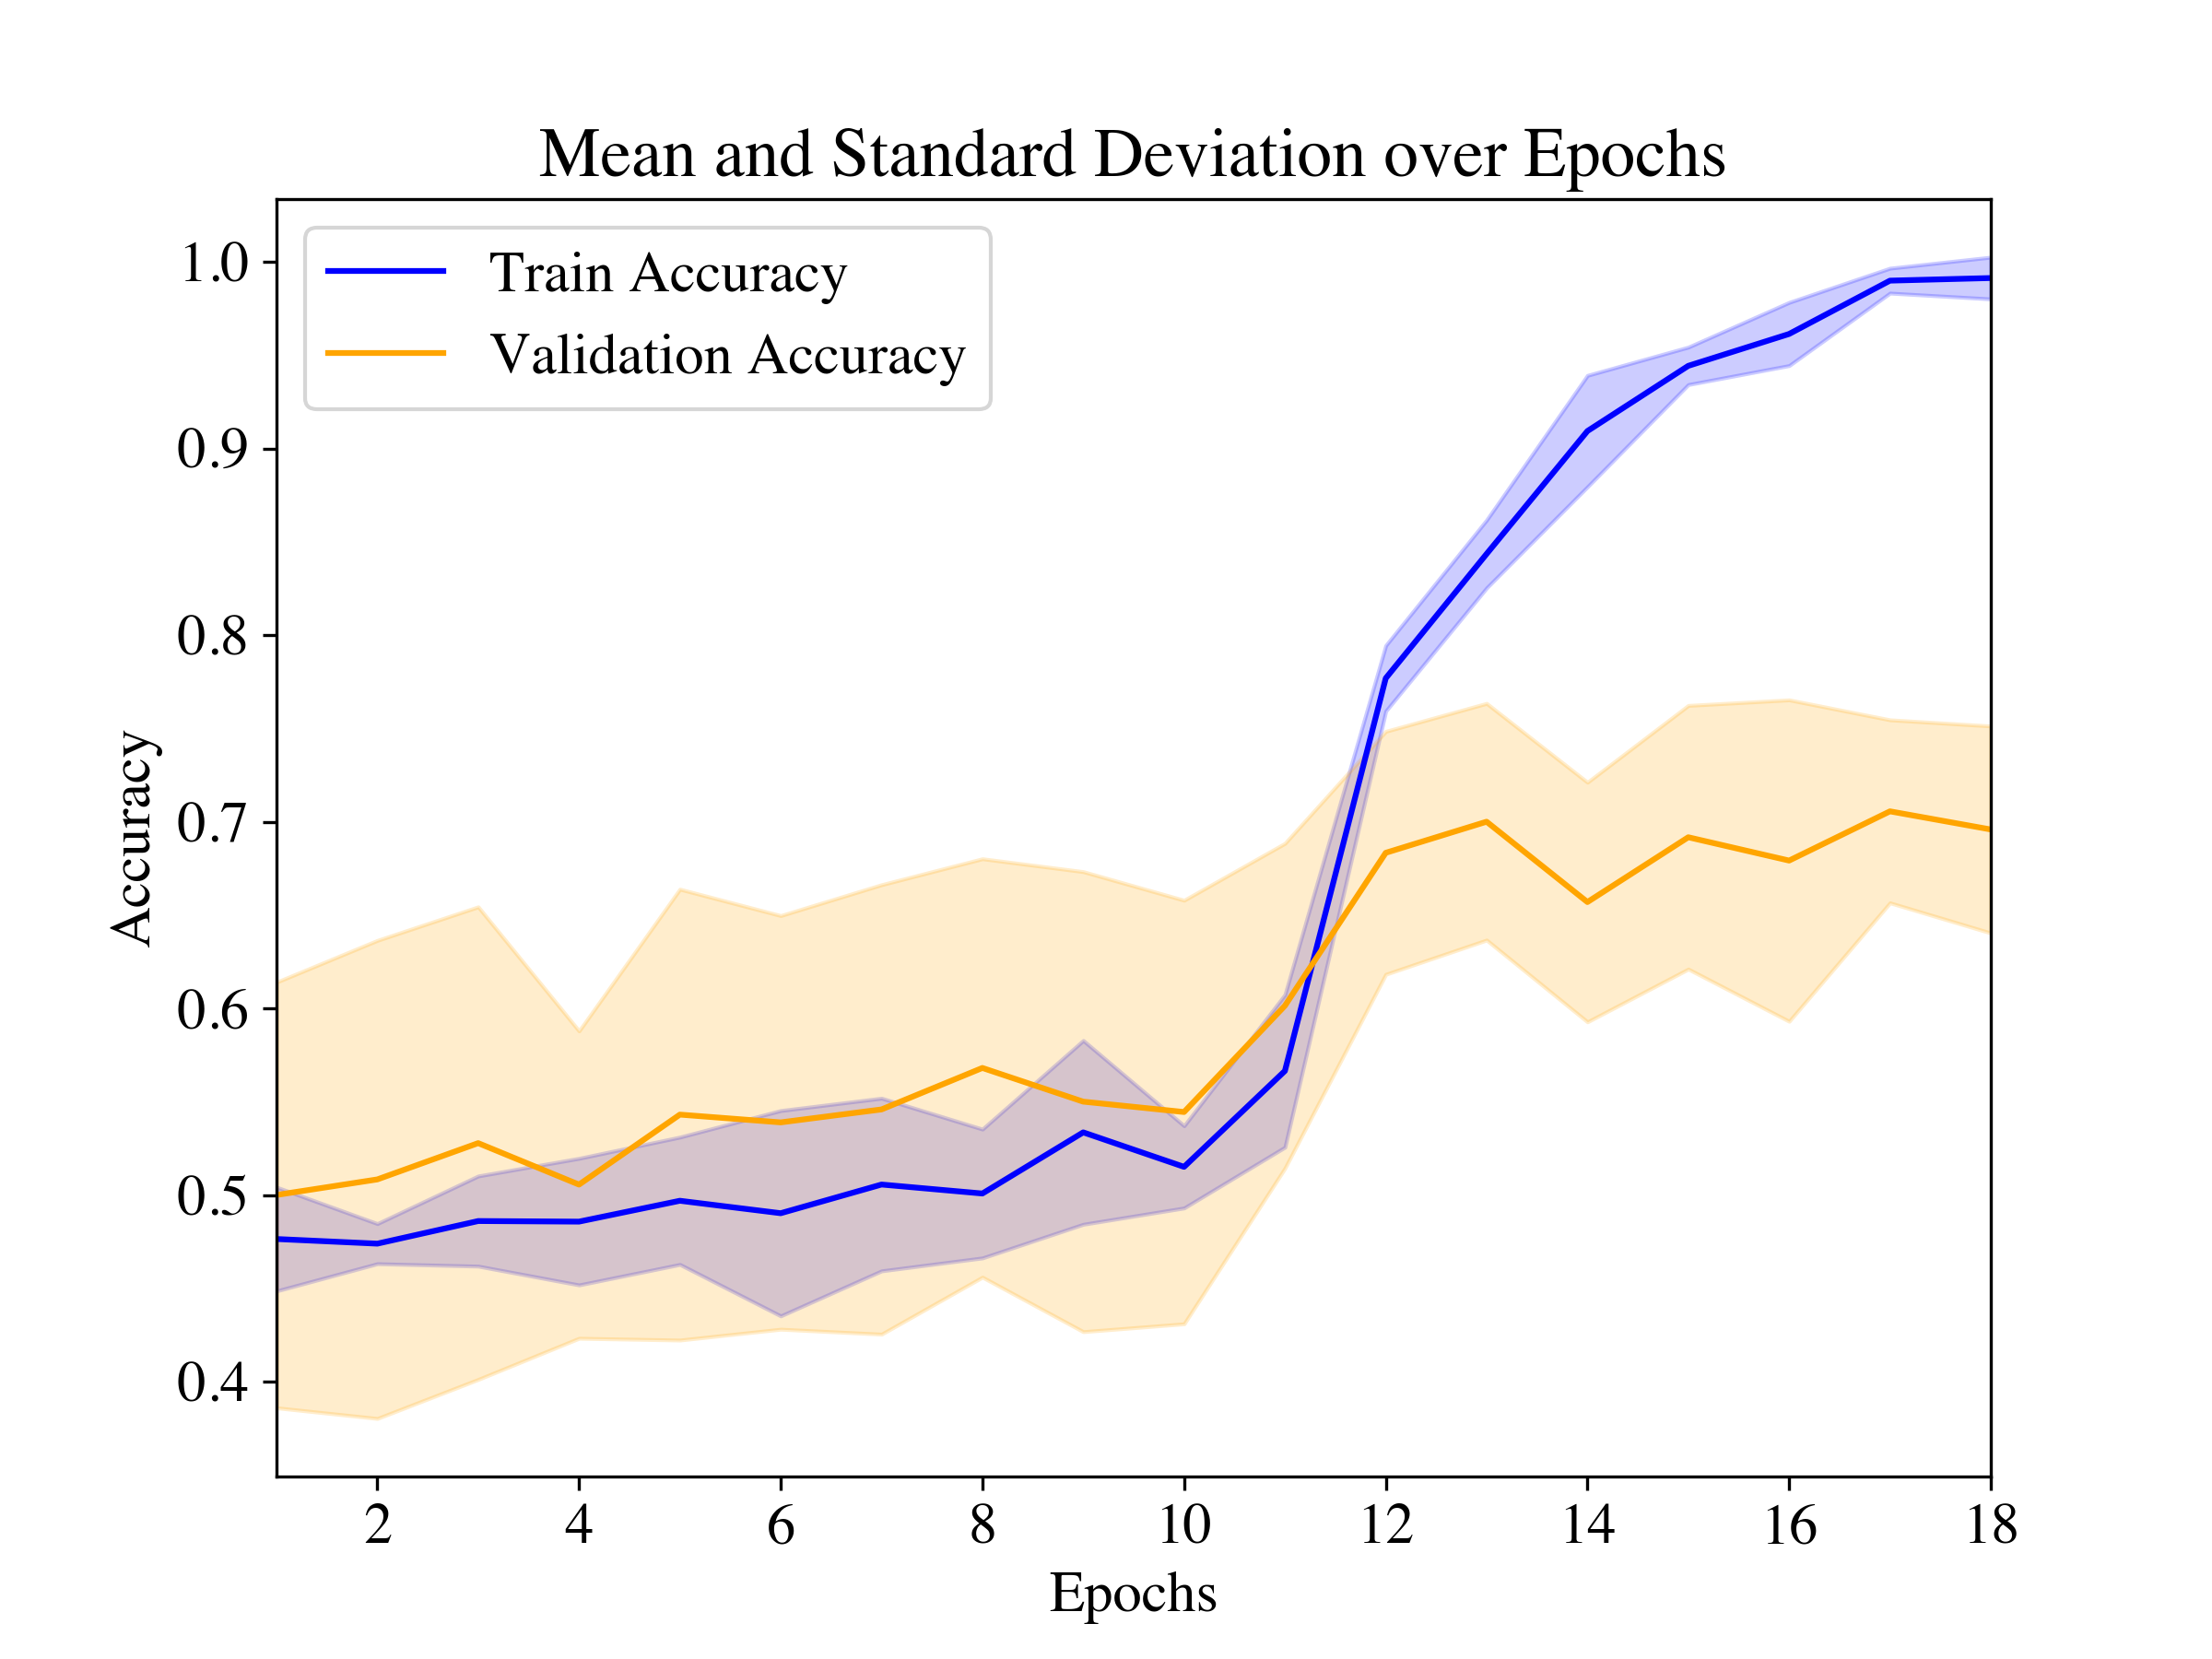 Mean and Standard Deviation over Epochs
Train Accuracy
Validation Accuracy
1.0
0.9
0.8
0.7
0.6
0.5
0.4
Accuracy
2 4 6 8 10 12 14 16 18
Epochs